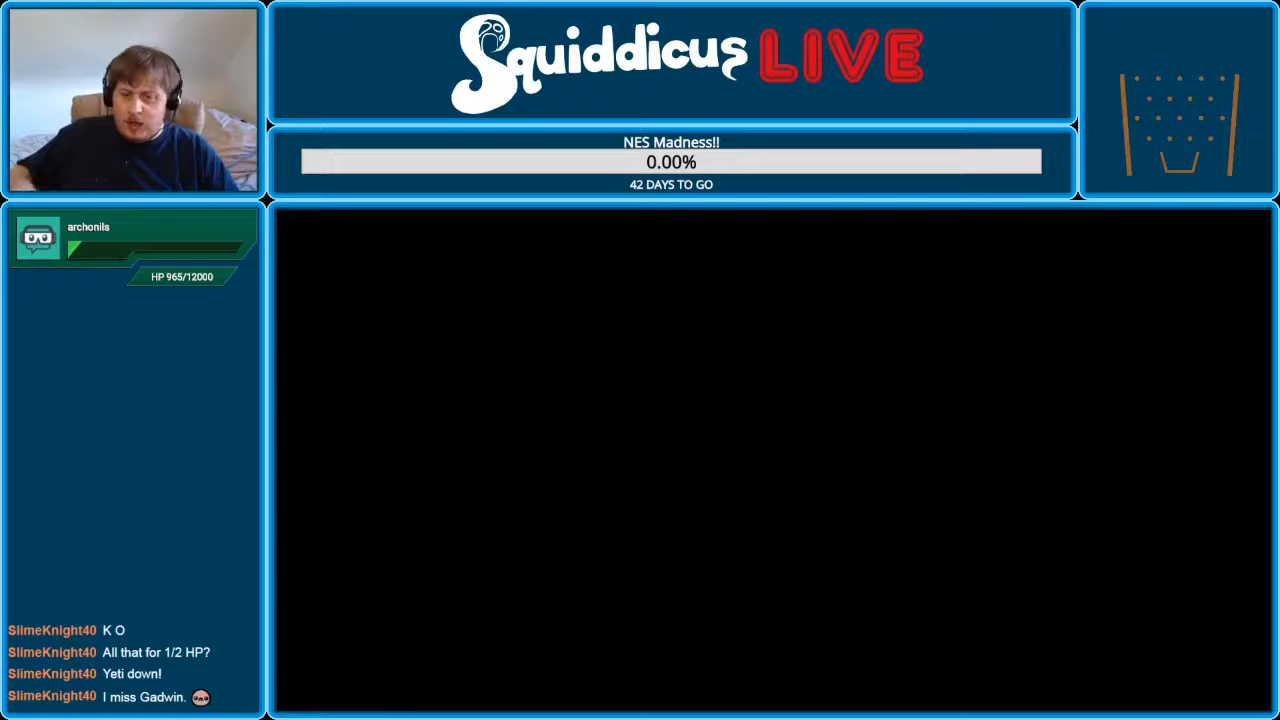 Squiddicus LIVE
NES Madness!!
0.00%
42 DAYS TO GO
archonils
HP 965/12000
SlimeKnight40 K O
SlimeKnight40 All that for 1/2 HP?
SlimeKnight40 Yeti down!
SlimeKnight40 I miss Gadwin.